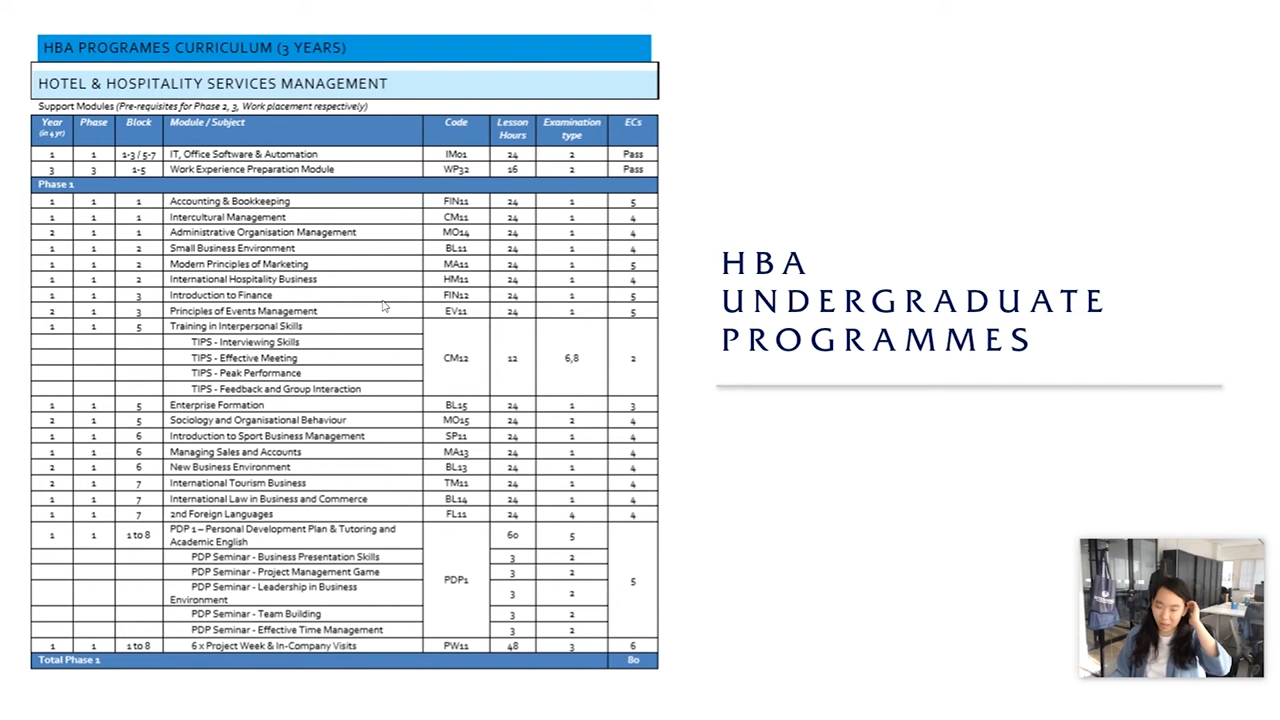 HBA PROGRAMES CURRICULUM (3 YEARS)
HOTEL & HOSPITALITY SERVICES MANAGEMENT
Support Modules (Pre-requisites for Phase 2, 3, Work placement respectively)
Year (in 4 yr) Phase Block Module / Subject Code Lesson Hours Examination type ECs
1 1 1-3 / 5-7 IT, Office Software & Automation IM01 24 2 Pass
3 3 1-5 Work Experience Preparation Module WP32 16 2 Pass
Phase 1
1 1 1 Accounting & Bookkeeping FIN11 24 1 5
1 1 1 Intercultural Management CM11 24 1 4
2 1 1 Administrative Organisation Management MO14 24 1 4
1 1 2 Small Business Environment BL11 24 1 4
1 1 2 Modern Principles of Marketing MA11 24 1 5
1 1 2 International Hospitality Business HM11 24 1 4
1 1 3 Introduction to Finance FIN12 24 1 5
2 1 3 Principles of Events Management EV11 24 1 5
1 1 5 Training in Interpersonal Skills CM12 12 6,8 2
TIPS - Interviewing Skills
TIPS - Effective Meeting
TIPS - Peak Performance
TIPS - Feedback and Group Interaction
1 1 5 Enterprise Formation BL15 24 1 3
2 1 5 Sociology and Organisational Behaviour MO15 24 2 4
1 1 6 Introduction to Sport Business Management SP11 24 1 4
1 1 6 Managing Sales and Accounts MA13 24 1 4
2 1 6 New Business Environment BL13 24 1 4
2 1 7 International Tourism Business TM11 24 1 4
1 1 7 International Law in Business and Commerce BL14 24 1 4
1 1 7 2nd Foreign Languages FL11 24 4 4
1 1 1 to 8 PDP 1 – Personal Development Plan & Tutoring and Academic English PDP1 60 5 5
PDP Seminar - Business Presentation Skills 3 2
PDP Seminar - Project Management Game 3 2
PDP Seminar - Leadership in Business Environment 3 2
PDP Seminar - Team Building 3 2
PDP Seminar - Effective Time Management 3 2
1 1 1 to 8 6 x Project Week & In-Company Visits PW11 48 3 6
Total Phase 1 80
HBA
UNDERGRADUATE
PROGRAMMES